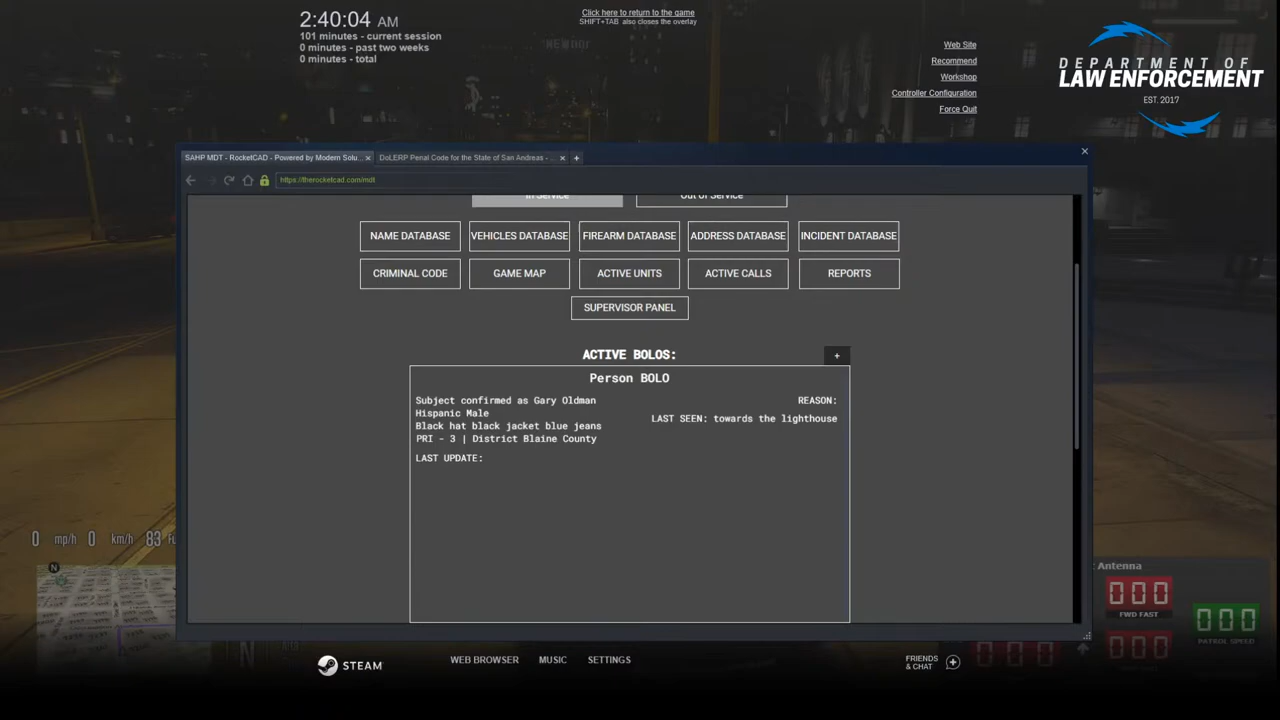 2:40:04 AM
101 minutes - current session
0 minutes - past two weeks
0 minutes - total
Click here to return to the game
SHIFT+TAB also closes the overlay
Web Site
Recommend
Workshop
Controller Configuration
Force Quit
DEPARTMENT OF
LAW ENFORCEMENT
EST. 2017
SAHP MDT - RocketCAD - Powered by Modern Solu... ×
DoLERP Penal Code for the State of San Andreas - ... ×
+
https://therocketcad.com/mdt
In Service
Out Of Service
NAME DATABASE
VEHICLES DATABASE
FIREARM DATABASE
ADDRESS DATABASE
INCIDENT DATABASE
CRIMINAL CODE
GAME MAP
ACTIVE UNITS
ACTIVE CALLS
REPORTS
SUPERVISOR PANEL
ACTIVE BOLOS:
+
Person BOLO
Subject confirmed as Gary Oldman
Hispanic Male
Black hat black jacket blue jeans
PRI - 3 | District Blaine County
LAST UPDATE:
REASON:
LAST SEEN: towards the lighthouse
0 mp/h 0 km/h 83
N
Antenna
000
FWD FAST
000
PATROL SPEED
000
000
N
STEAM
WEB BROWSER
MUSIC
SETTINGS
FRIENDS
& CHAT